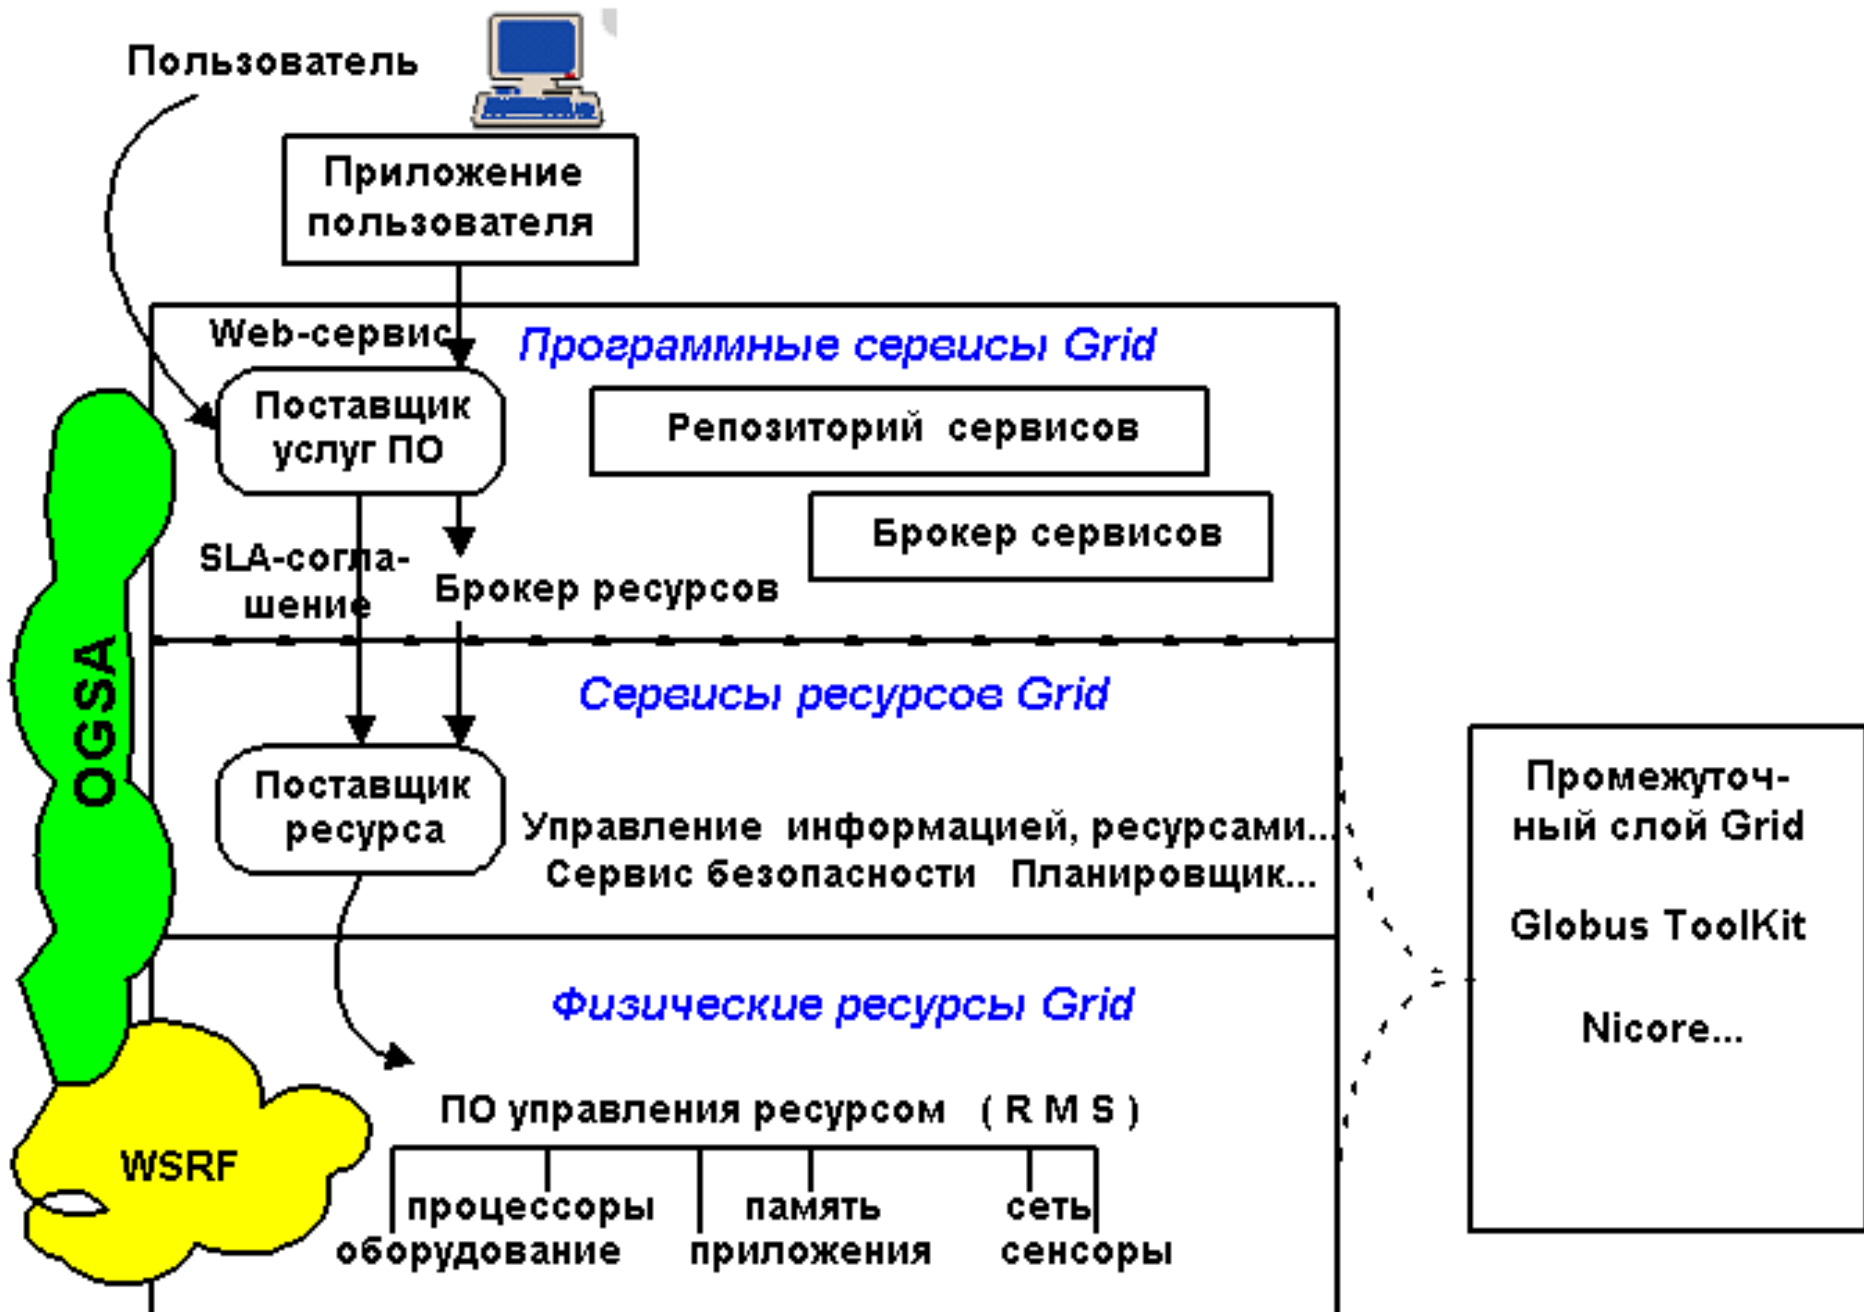 Пользователь
Приложение
пользователя
Web-сервис
Программные сервисы Grid
Поставщик
услуг ПО
Репозиторий сервисов
Брокер сервисов
SLA-согла-
шение
Брокер ресурсов
OGSA
Сервисы ресурсов Grid
Поставщик
ресурса
Управление информацией, ресурсами...
Сервис безопасности Планировщик...
Промежуточ-
ный слой Grid
Globus ToolKit
Nicore...
Физические ресурсы Grid
ПО управления ресурсом ( R M S )
WSRF
процессоры память сеть
оборудование приложения сенсоры